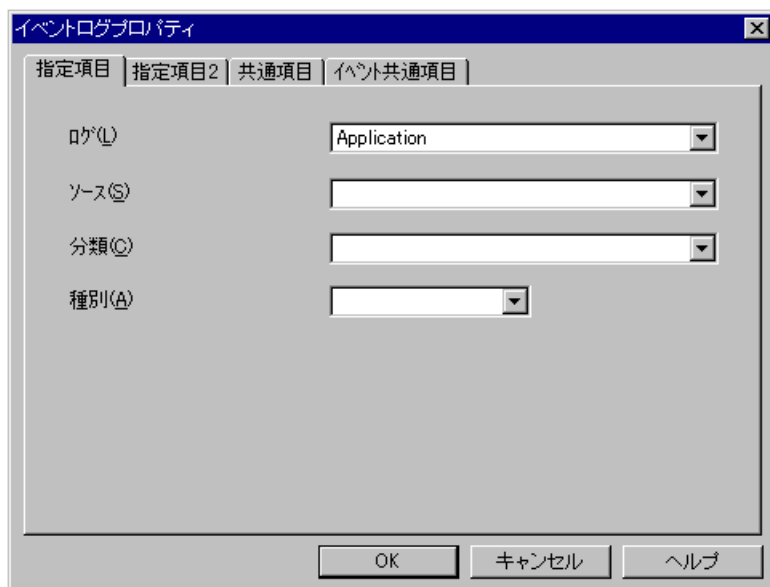 イベントログプロパティ
指定項目 指定項目2 共通項目 イベント共通項目
ログ(L) Application
ソース(S)
分類(C)
種別(A)
OK キャンセル ヘルプ